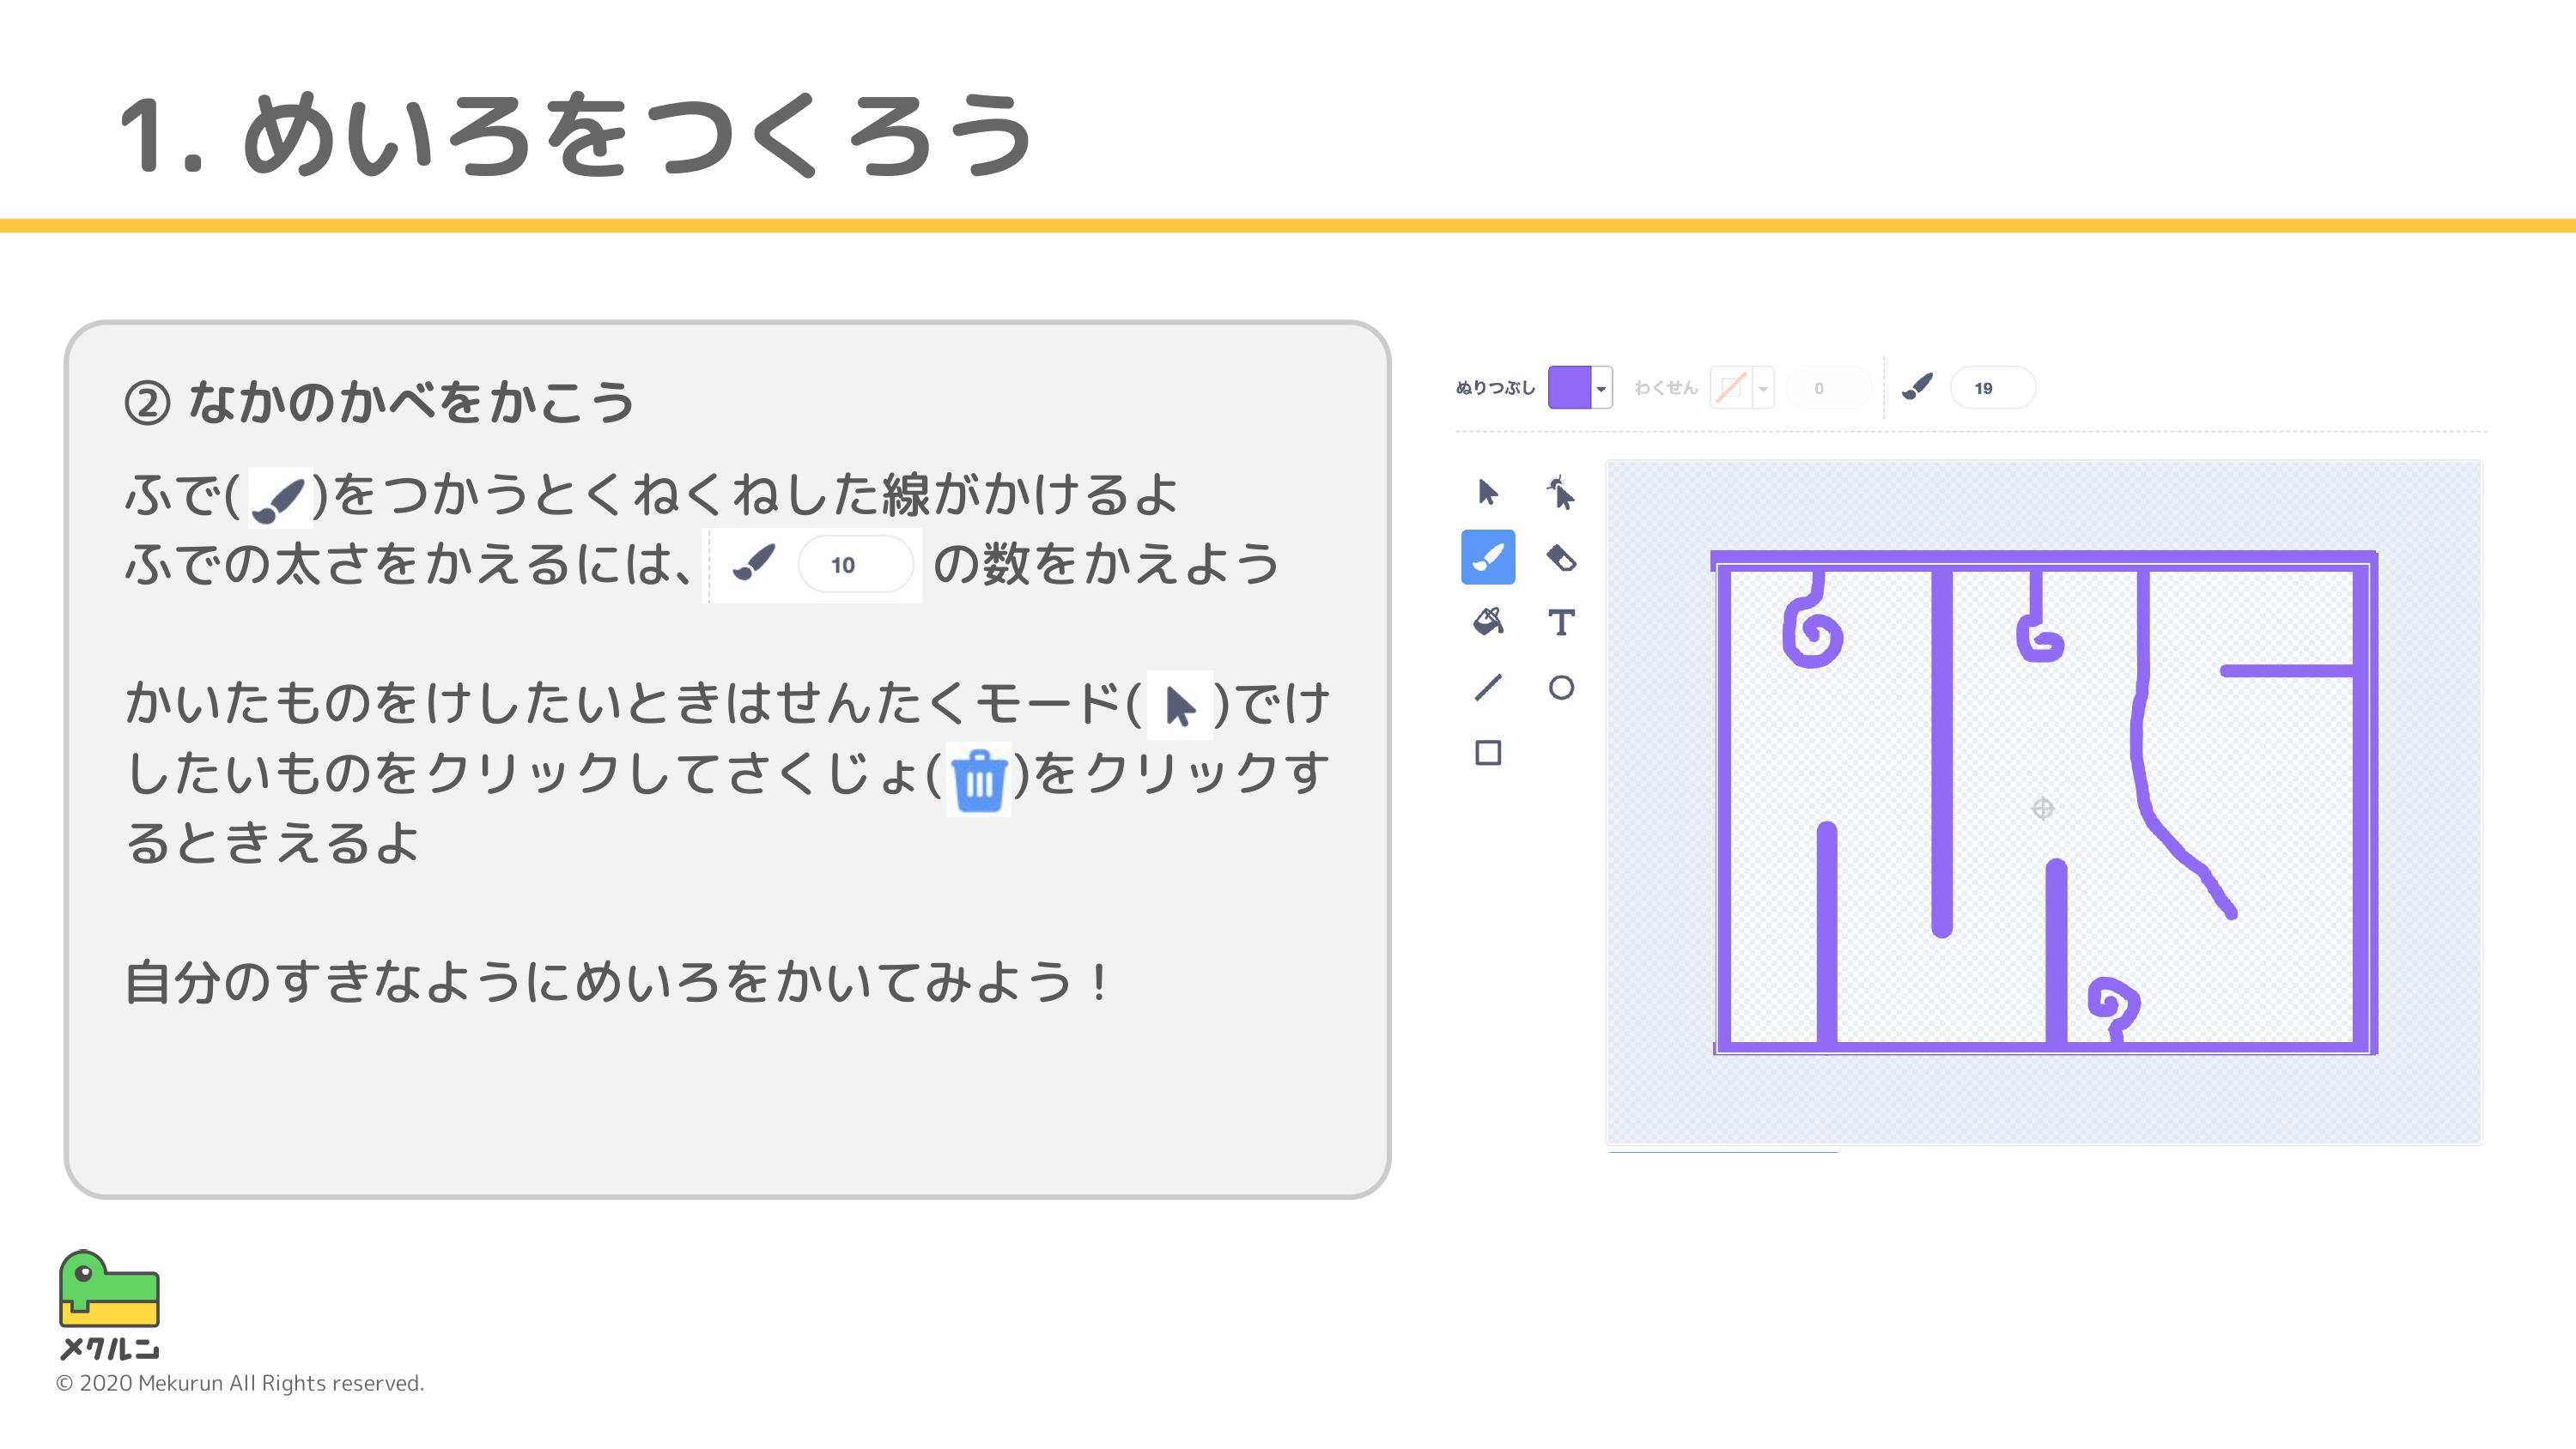 1. めいろをつくろう
② なかのかべをかこう
ふで( )をつかうとくねくねした線がかけるよ
ふでの太さをかえるには、 10 の数をかえよう
かいたものをけしたいときはせんたくモード( )でけ
したいものをクリックしてさくじょ( )をクリックす
るときえるよ
自分のすきなようにめいろをかいてみよう！
ぬりつぶし わくせん 0 19
T
メクルン
© 2020 Mekurun All Rights reserved.